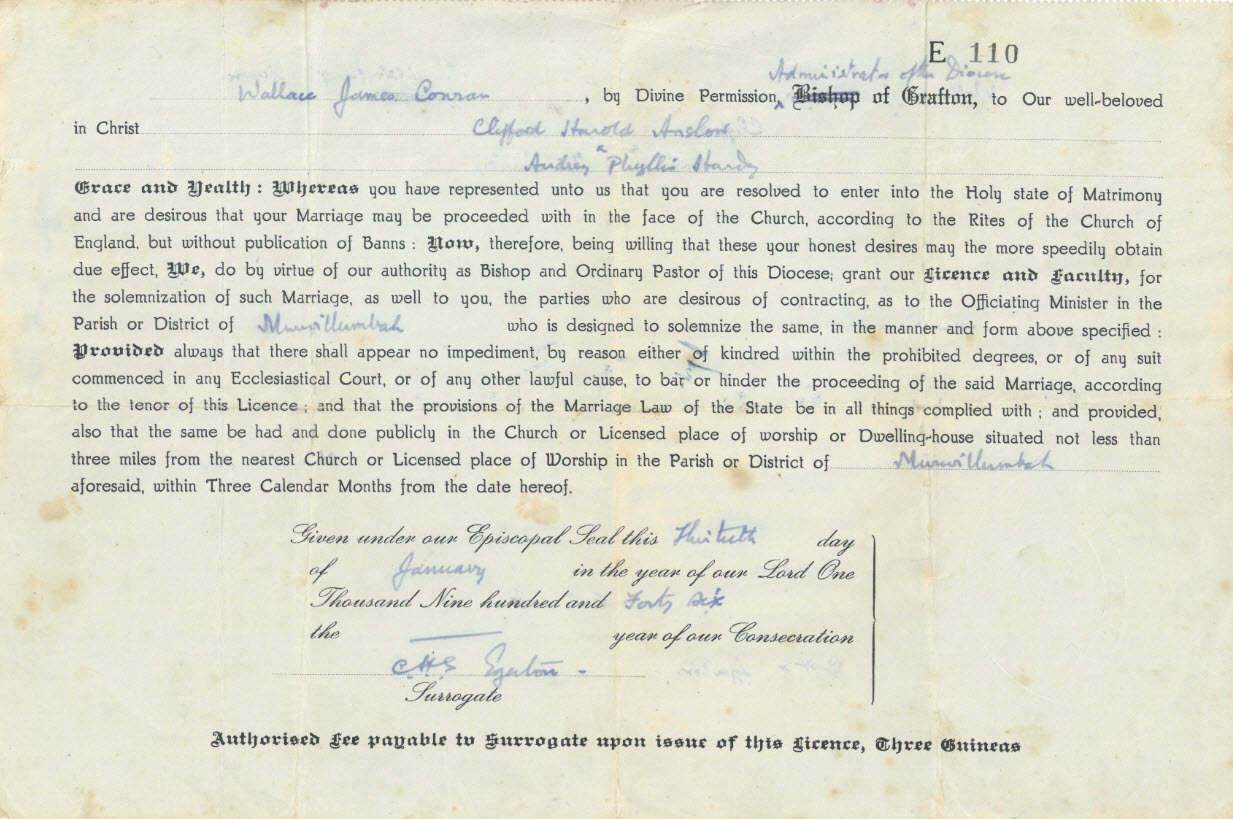 E 110
Administrator of the Diocese
Wallace James Conran, by Divine Permission, ^ Bishop of Grafton, to Our well-beloved
in Christ Clifford Harold Anslow
&
Audrey Phyllis Hardy
Grace and Health: Whereas you have represented unto us that you are resolved to enter into the Holy state of Matrimony
and are desirous that your Marriage may be proceeded with in the face of the Church, according to the Rites of the Church of
England, but without publication of Banns: Now, therefore, being willing that these your honest desires may the more speedily obtain
due effect, We, do by virtue of our authority as Bishop and Ordinary Pastor of this Diocese; grant our Licence and Faculty, for
the solemnization of such Marriage, as well to you, the parties who are desirous of contracting, as to the Officiating Minister in the
Parish or District of Murwillumbah who is designed to solemnize the same, in the manner and form above specified:
Provided always that there shall appear no impediment, by reason either of kindred within the prohibited degrees, or of any suit
commenced in any Ecclesiastical Court, or of any other lawful cause, to bar or hinder the proceeding of the said Marriage, according
to the tenor of this Licence; and that the provisions of the Marriage Law of the State be in all things complied with; and provided,
also that the same be had and done publicly in the Church or Licensed place of worship or Dwelling-house situated not less than
three miles from the nearest Church or Licensed place of Worship in the Parish or District of Murwillumbah
aforesaid, within Three Calendar Months from the date hereof.
Given under our Episcopal Seal this Thirtieth day
of January in the year of our Lord One
Thousand Nine hundred and Forty six
the year of our Consecration
C.H.S. Egerton
Surrogate
Authorised Fee payable to Surrogate upon issue of this Licence, Three Guineas